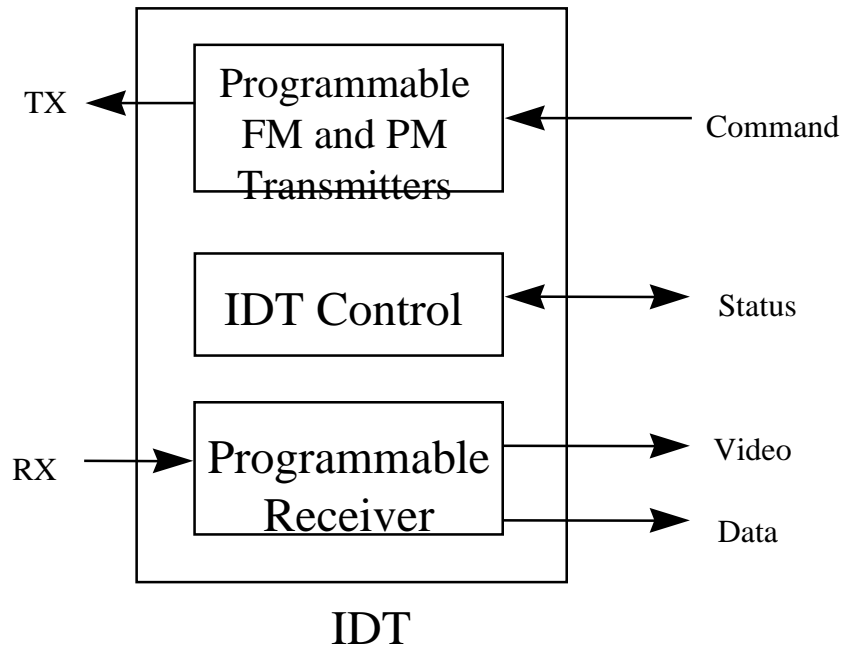 TX
Programmable
FM and PM
Transmitters
Command
IDT Control
Status
RX
Programmable
Receiver
Video
Data
IDT